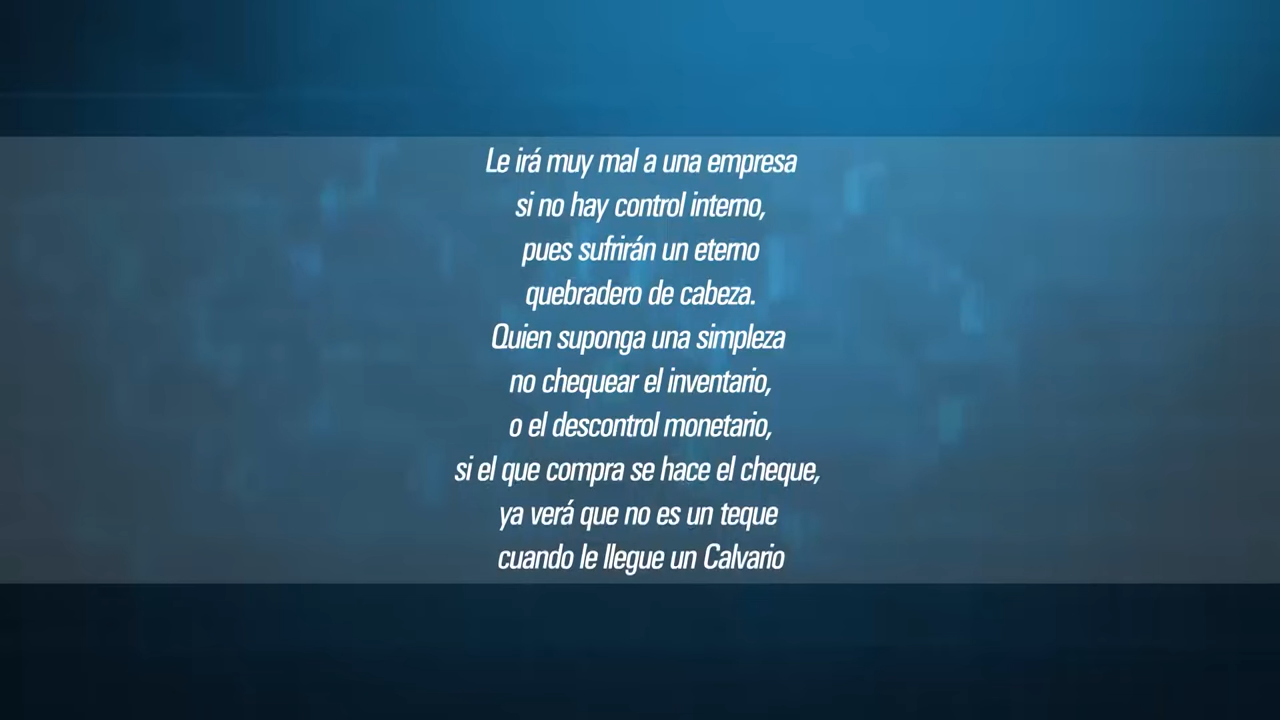 Le irá muy mal a una empresa
si no hay control interno,
pues sufrirán un eterno
quebradero de cabeza.
Quien suponga una simpleza
no chequear el inventario,
o el descontrol monetario,
si el que compra se hace el cheque,
ya verá que no es un teque
cuando le llegue un Calvario